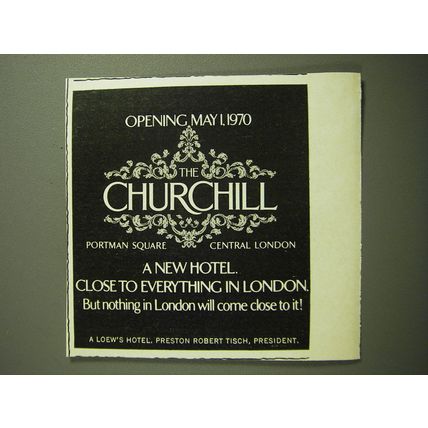 OPENING MAY 1, 1970
THE
CHURCHILL
PORTMAN SQUARE CENTRAL LONDON
A NEW HOTEL.
CLOSE TO EVERYTHING IN LONDON.
But nothing in London will come close to it!
A LOEW'S HOTEL. PRESTON ROBERT TISCH, PRESIDENT.